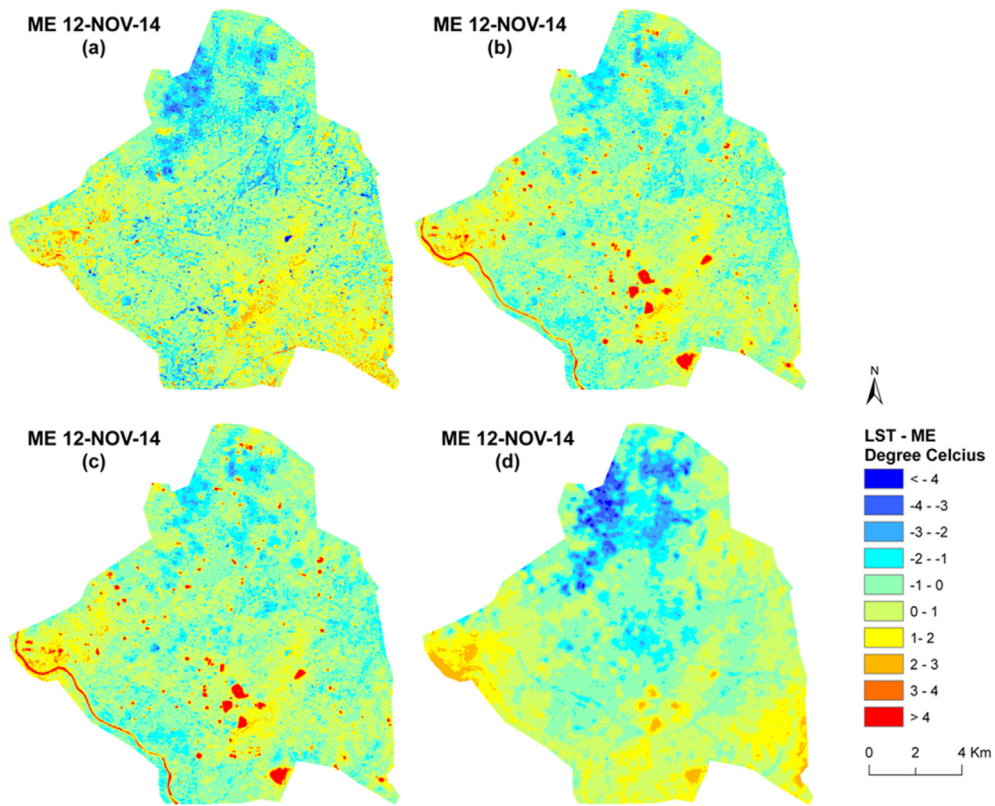 ME 12-NOV-14
(a)
ME 12-NOV-14
(b)
ME 12-NOV-14
(c)
ME 12-NOV-14
(d)
N
LST - ME
Degree Celcius
< - 4
-4 - -3
-3 - -2
-2 - -1
-1 - 0
0 - 1
1- 2
2 - 3
3 - 4
> 4
0 2 4 Km